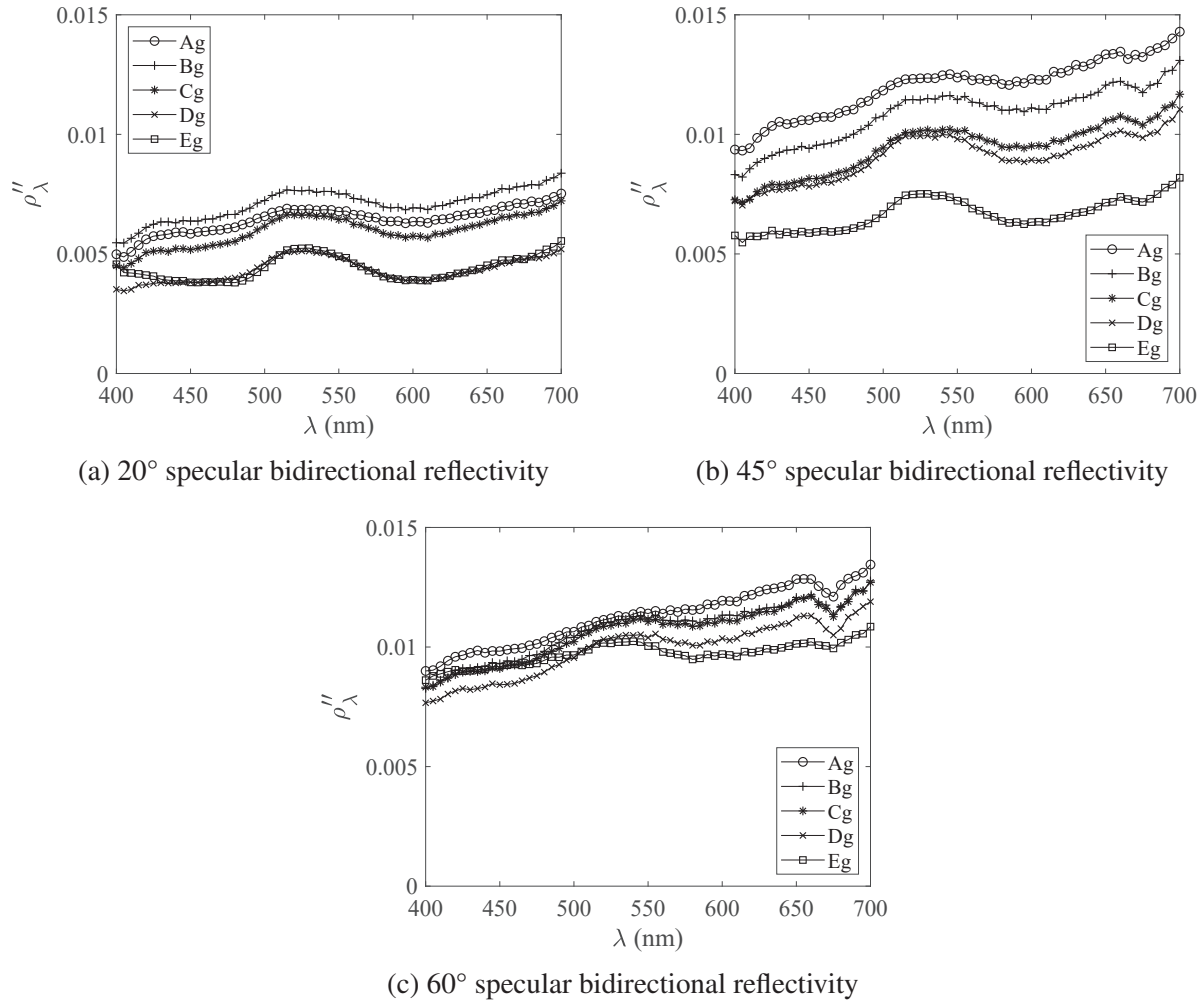 0.015
0.01
0.005
0
ρ″λ
Ag
Bg
Cg
Dg
Eg
400 450 500 550 600 650 700
λ (nm)
(a) 20° specular bidirectional reflectivity
0.015
0.01
0.005
0
ρ″λ
Ag
Bg
Cg
Dg
Eg
400 450 500 550 600 650 700
λ (nm)
(b) 45° specular bidirectional reflectivity
0.015
0.01
0.005
0
ρ″λ
Ag
Bg
Cg
Dg
Eg
400 450 500 550 600 650 700
λ (nm)
(c) 60° specular bidirectional reflectivity